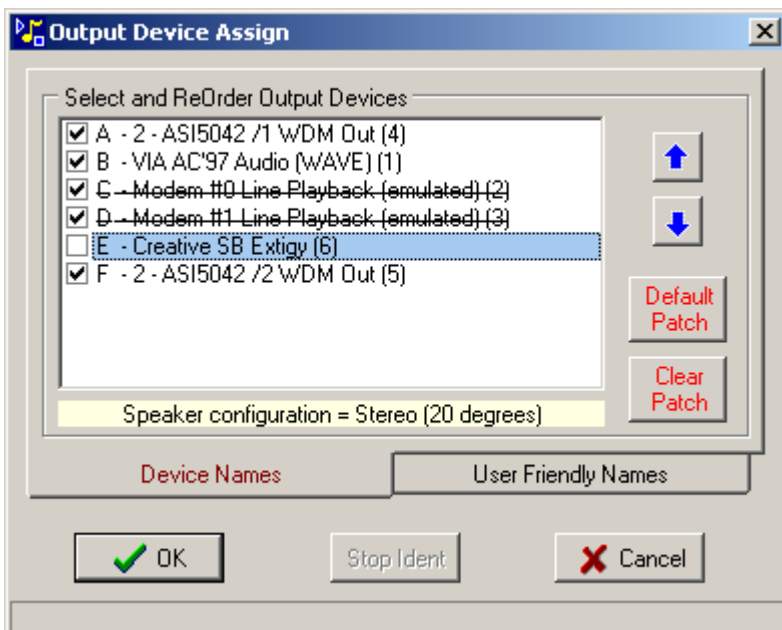 Output Device Assign
Select and ReOrder Output Devices
A - 2 - ASI5042 /1 WDM Out (4)
B - VIA AC'97 Audio (WAVE) (1)
C - Modem #0 Line Playback (emulated) (2)
D - Modem #1 Line Playback (emulated) (3)
E - Creative SB Extigy (6)
F - 2 - ASI5042 /2 WDM Out (5)
Default
Patch
Clear
Patch
Speaker configuration = Stereo (20 degrees)
Device Names
User Friendly Names
OK
Stop Ident
Cancel